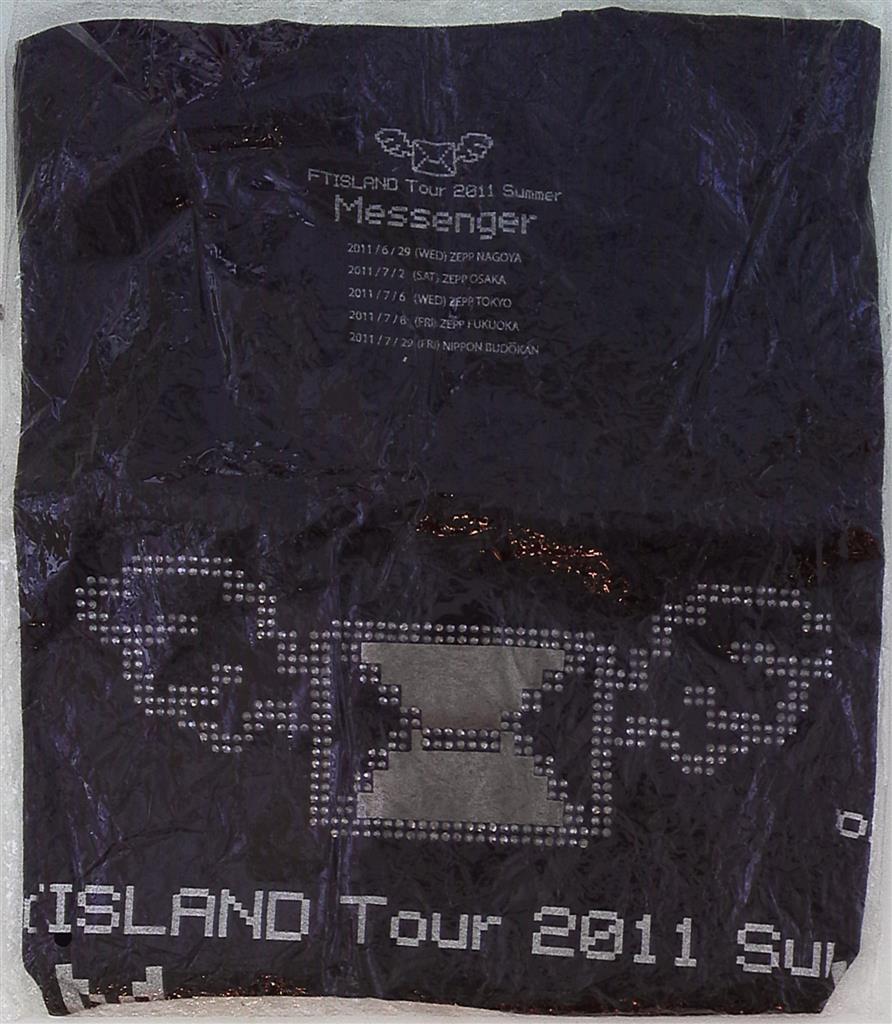 FTISLAND Tour 2011 Summer
Messenger
2011 / 6 / 29 (WED) ZEPP NAGOYA
2011 / 7 / 2 (SAT) ZEPP OSAKA
2011 / 7 / 6 (WED) ZEPP TOKYO
2011 / 7 / 8 (FRI) ZEPP FUKUOKA
2011 / 7 / 29 (FRI) NIPPON BUDOKAN
TISLAND Tour 2011 Su